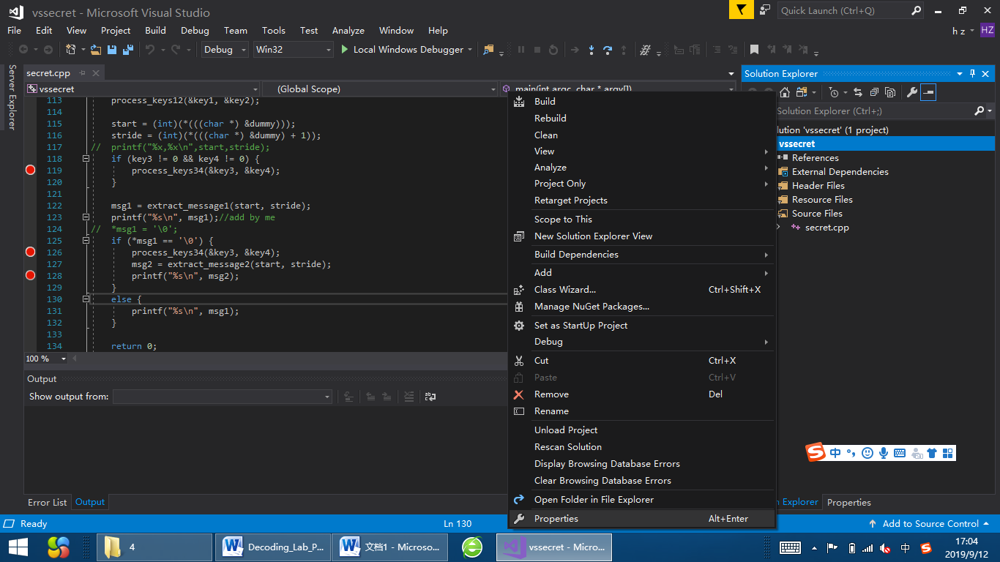 vssecret - Microsoft Visual Studio
Quick Launch (Ctrl+Q)
File Edit View Project Build Debug Team Tools Test Analyze Window Help
h z HZ
Debug Win32 Local Windows Debugger
Server Explorer
secret.cpp
vssecret (Global Scope) main(int argc, char * argv[])
113 process_keys12(&key1, &key2);
114
115 start = (int)(*(((char *) &dummy)));
116 stride = (int)(*(((char *) &dummy) + 1));
117 // printf("%x,%x\n",start,stride);
118 if (key3 != 0 && key4 != 0) {
119 process_keys34(&key3, &key4);
120 }
121
122 msg1 = extract_message1(start, stride);
123 printf("%s\n", msg1);//add by me
124 // *msg1 = '\0';
125 if (*msg1 == '\0') {
126 process_keys34(&key3, &key4);
127 msg2 = extract_message2(start, stride);
128 printf("%s\n", msg2);
129 }
130 else {
131 printf("%s\n", msg1);
132 }
133
134 return 0;
100 %
Output
Show output from:
Error List Output
Build
Rebuild
Clean
View
Analyze
Project Only
Retarget Projects
Scope to This
New Solution Explorer View
Build Dependencies
Add
Class Wizard... Ctrl+Shift+X
Manage NuGet Packages...
Set as StartUp Project
Debug
Cut Ctrl+X
Paste Ctrl+V
Remove Del
Rename
Unload Project
Rescan Solution
Display Browsing Database Errors
Clear Browsing Database Errors
Open Folder in File Explorer
Properties Alt+Enter
Solution Explorer
Solution Explorer (Ctrl+;)
lution 'vssecret' (1 project)
vssecret
References
External Dependencies
Header Files
Resource Files
Source Files
secret.cpp
中
n Explorer Properties
Ready Ln 130 Add to Source Control
4 Decoding_Lab_P... 文档1 - Microso... vssecret - Micro...
中
17:04
2019/9/12